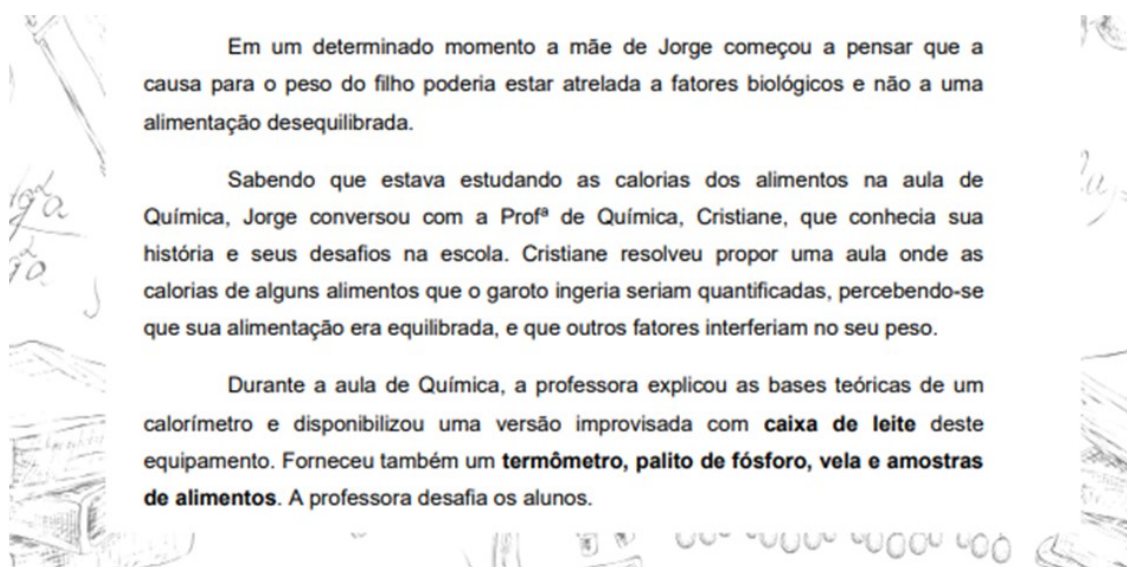 Em um determinado momento a mãe de Jorge começou a pensar que a
causa para o peso do filho poderia estar atrelada a fatores biológicos e não a uma
alimentação desequilibrada.
Sabendo que estava estudando as calorias dos alimentos na aula de
Química, Jorge conversou com a Profª de Química, Cristiane, que conhecia sua
história e seus desafios na escola. Cristiane resolveu propor uma aula onde as
calorias de alguns alimentos que o garoto ingeria seriam quantificadas, percebendo-se
que sua alimentação era equilibrada, e que outros fatores interferiam no seu peso.
Durante a aula de Química, a professora explicou as bases teóricas de um
calorímetro e disponibilizou uma versão improvisada com caixa de leite deste
equipamento. Forneceu também um termômetro, palito de fósforo, vela e amostras
de alimentos. A professora desafia os alunos.